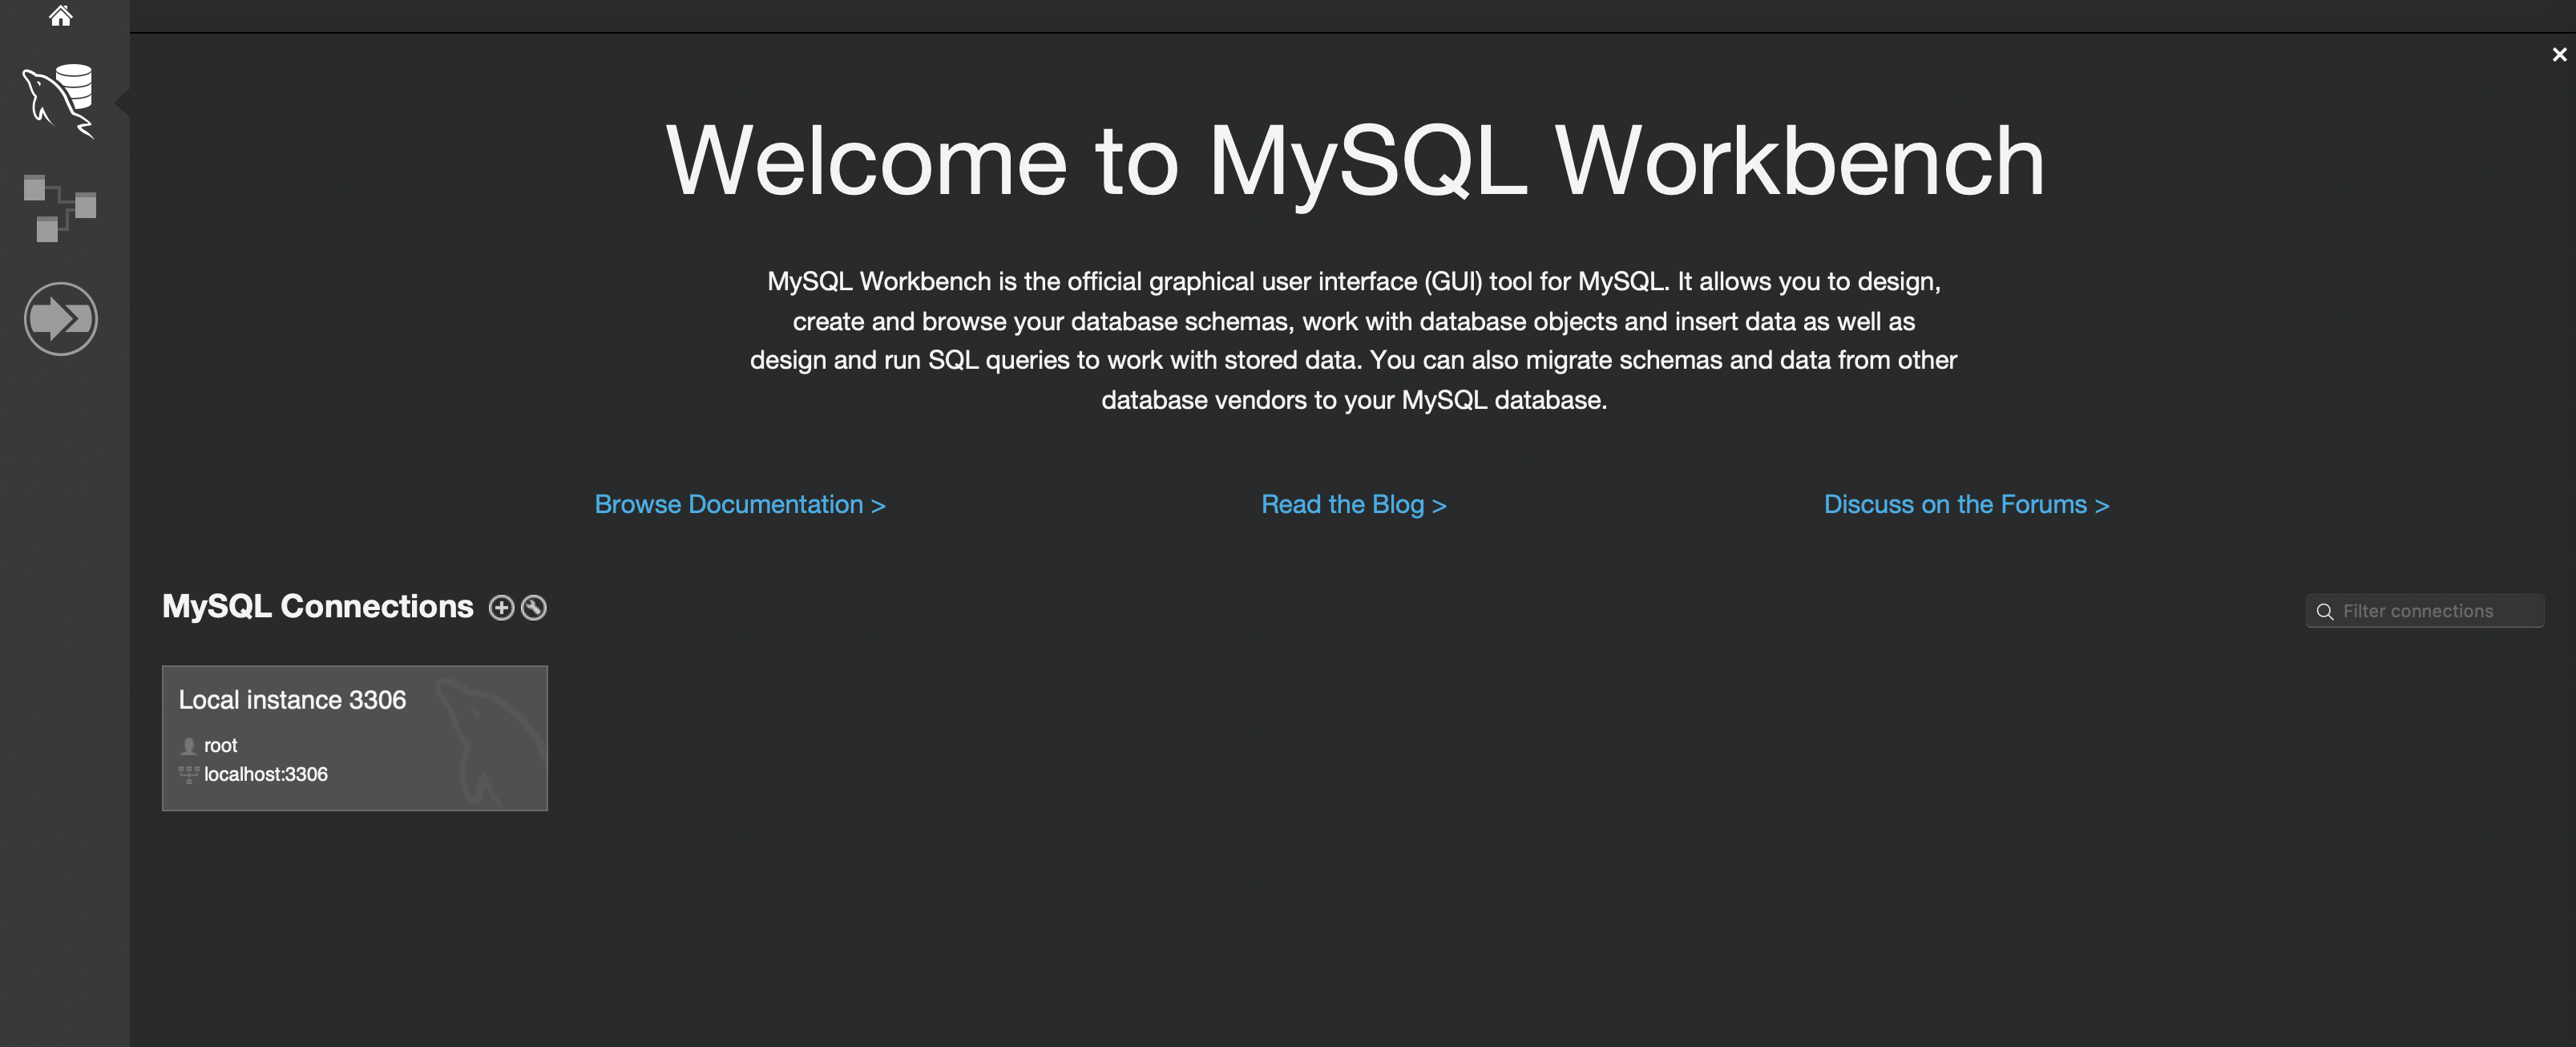 Welcome to MySQL Workbench
MySQL Workbench is the official graphical user interface (GUI) tool for MySQL. It allows you to design,
create and browse your database schemas, work with database objects and insert data as well as
design and run SQL queries to work with stored data. You can also migrate schemas and data from other
database vendors to your MySQL database.
Browse Documentation >
Read the Blog >
Discuss on the Forums >
MySQL Connections
Filter connections
Local instance 3306
root
localhost:3306